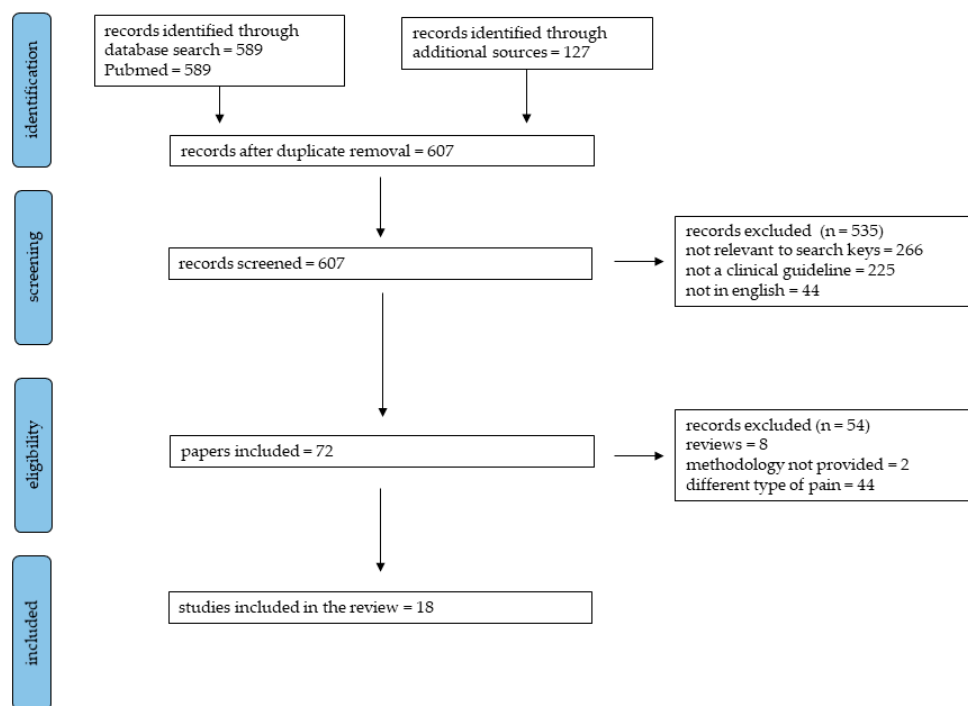 identification
records identified through
database search = 589
Pubmed = 589
records identified through
additional sources = 127
records after duplicate removal = 607
screening
records screened = 607
records excluded (n = 535)
not relevant to search keys = 266
not a clinical guideline = 225
not in english = 44
eligibility
papers included = 72
records excluded (n = 54)
reviews = 8
methodology not provided = 2
different type of pain = 44
included
studies included in the review = 18